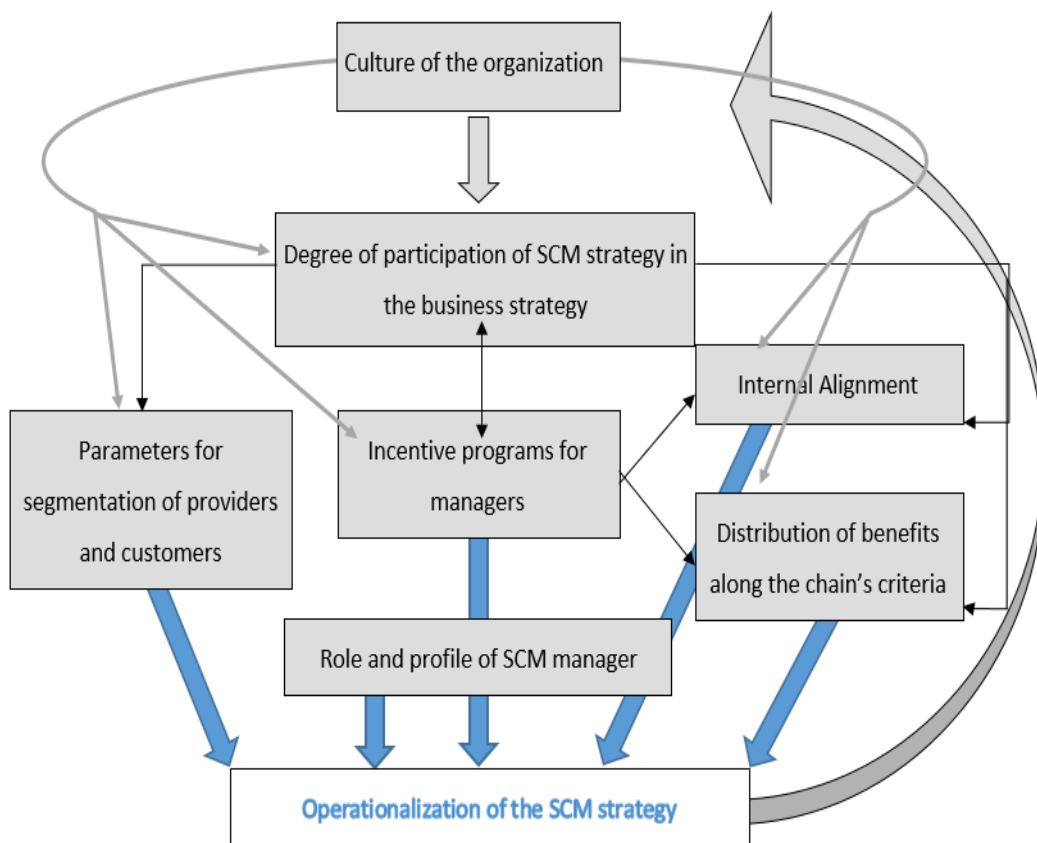 Culture of the organization
Degree of participation of SCM strategy in
the business strategy
Internal Alignment
Parameters for
segmentation of providers
and customers
Incentive programs for
managers
Distribution of benefits
along the chain’s criteria
Role and profile of SCM manager
Operationalization of the SCM strategy